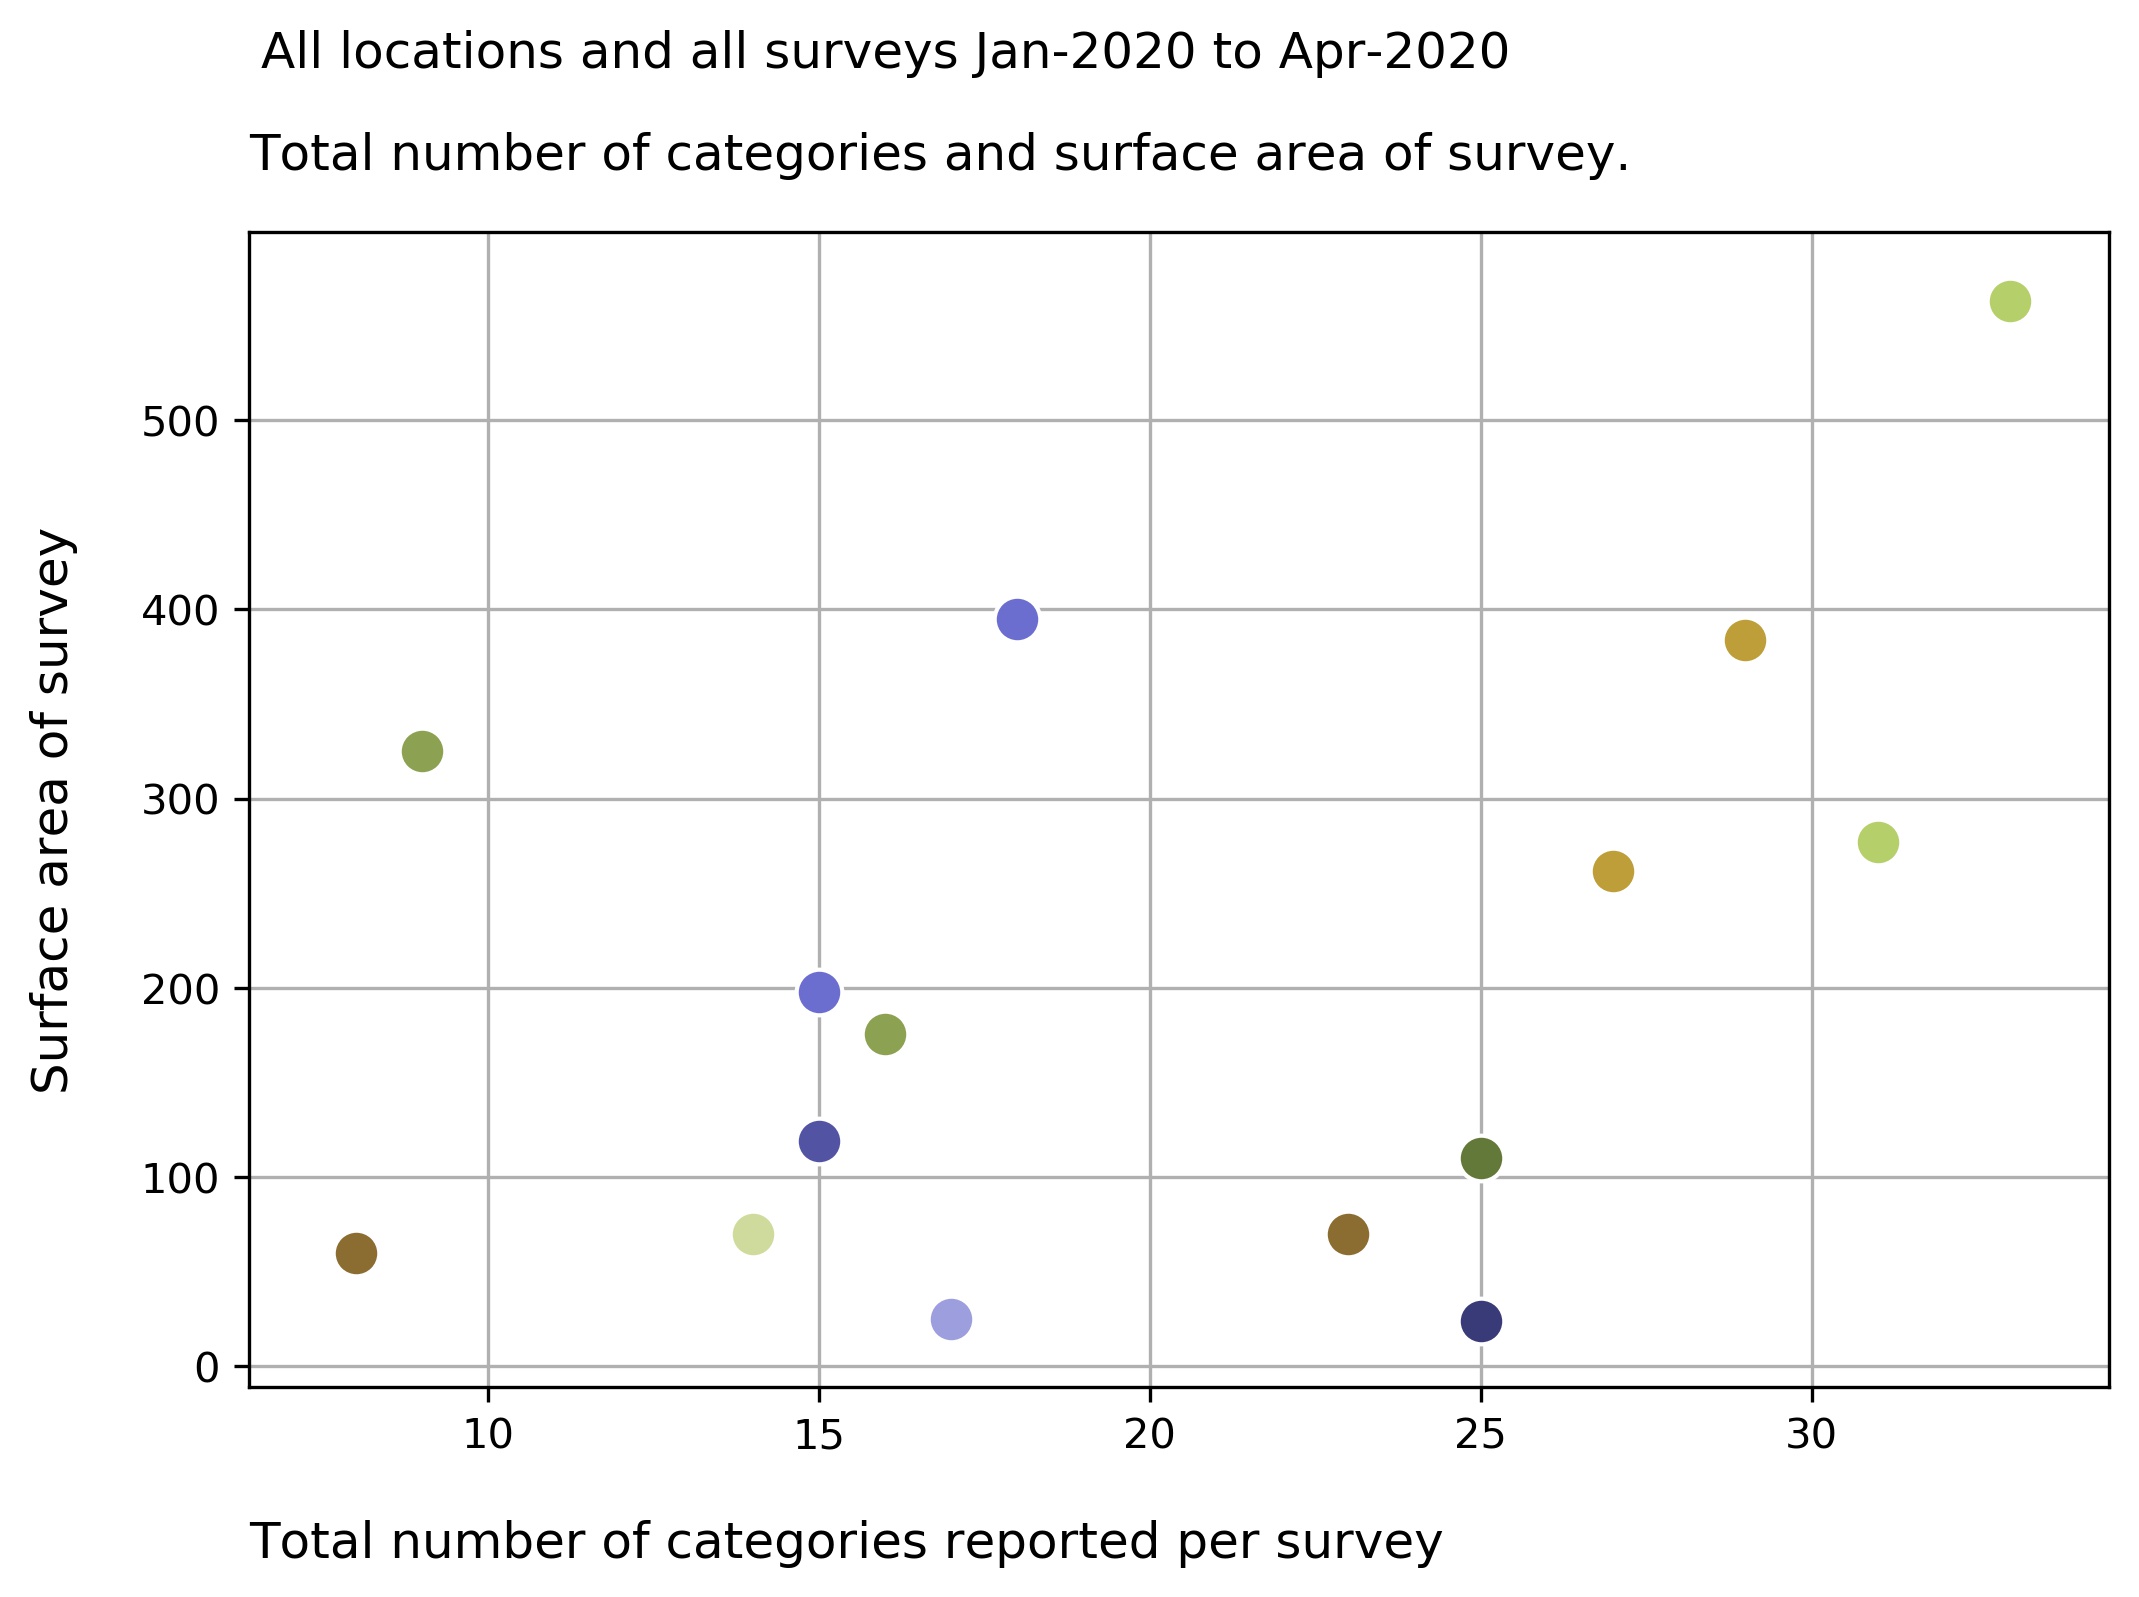 All locations and all surveys Jan-2020 to Apr-2020
Total number of categories and surface area of survey.
Surface area of survey
500
400
300
200
100
0
10 15 20 25 30
Total number of categories reported per survey